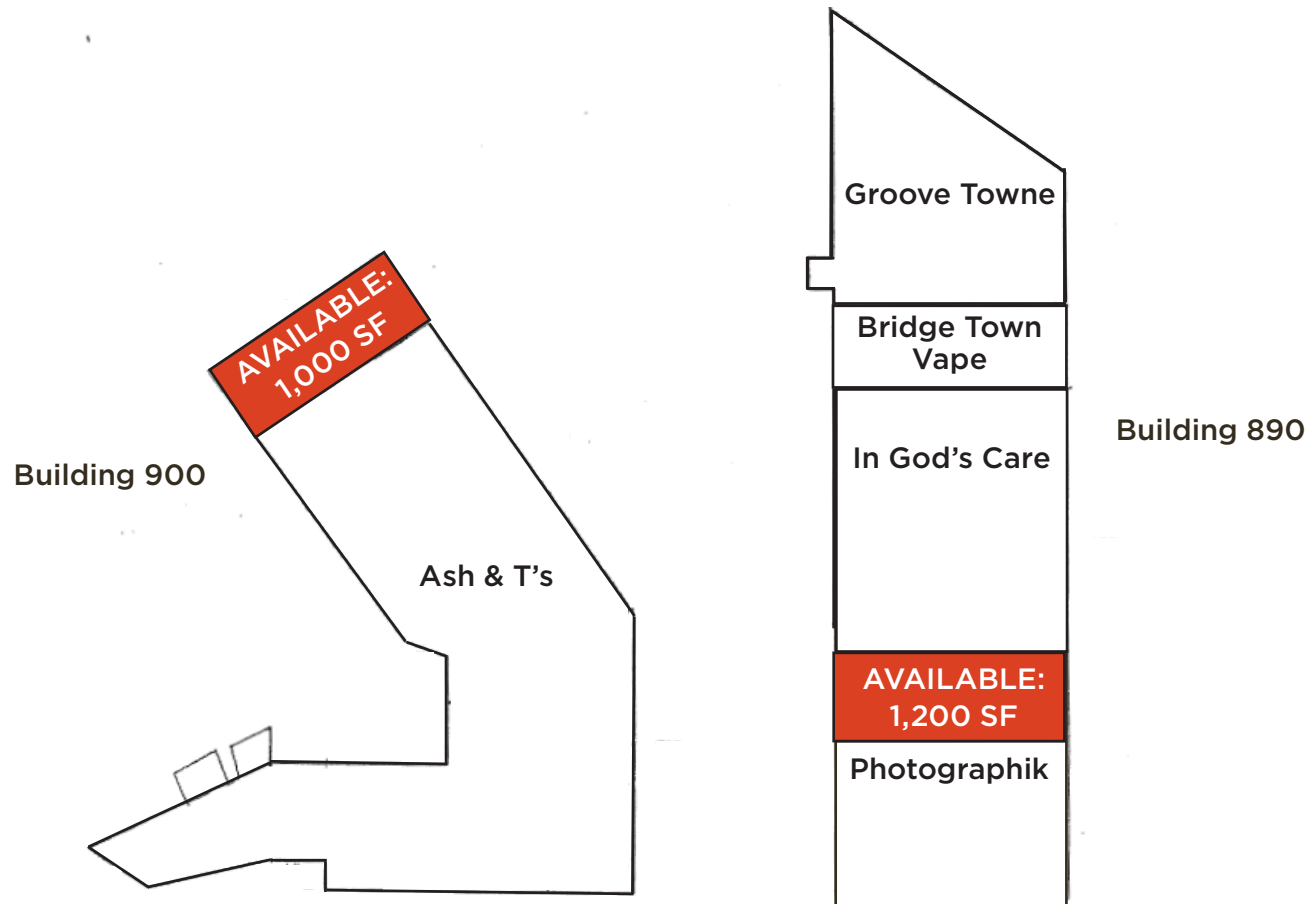 Groove Towne
Bridge Town
Vape
In God's Care
Building 890
AVAILABLE:
1,200 SF
Photographik
AVAILABLE:
1,000 SF
Building 900
Ash & T's